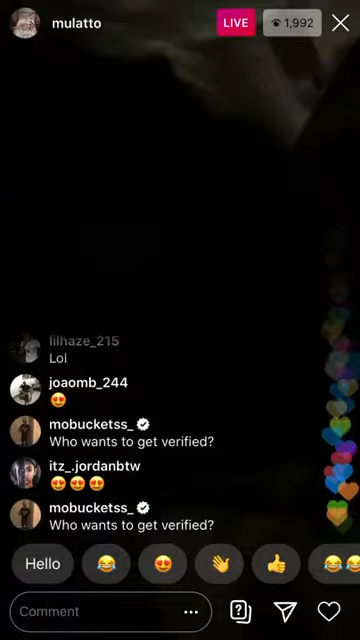 mulatto
LIVE
1,992
lilhaze_215
Lol
joaomb_244
😍
mobucketss_
Who wants to get verified?
itz_.jordanbtw
😍😍😍
mobucketss_
Who wants to get verified?
Hello 😂 😍 👋 👍 😂😂
Comment